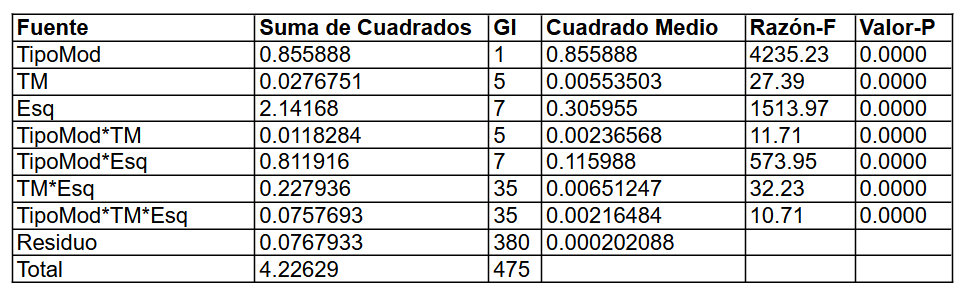 Fuente Suma de Cuadrados Gl Cuadrado Medio Razón-F Valor-P
TipoMod 0.855888 1 0.855888 4235.23 0.0000
TM 0.0276751 5 0.00553503 27.39 0.0000
Esq 2.14168 7 0.305955 1513.97 0.0000
TipoMod*TM 0.0118284 5 0.00236568 11.71 0.0000
TipoMod*Esq 0.811916 7 0.115988 573.95 0.0000
TM*Esq 0.227936 35 0.00651247 32.23 0.0000
TipoMod*TM*Esq 0.0757693 35 0.00216484 10.71 0.0000
Residuo 0.0767933 380 0.000202088
Total 4.22629 475